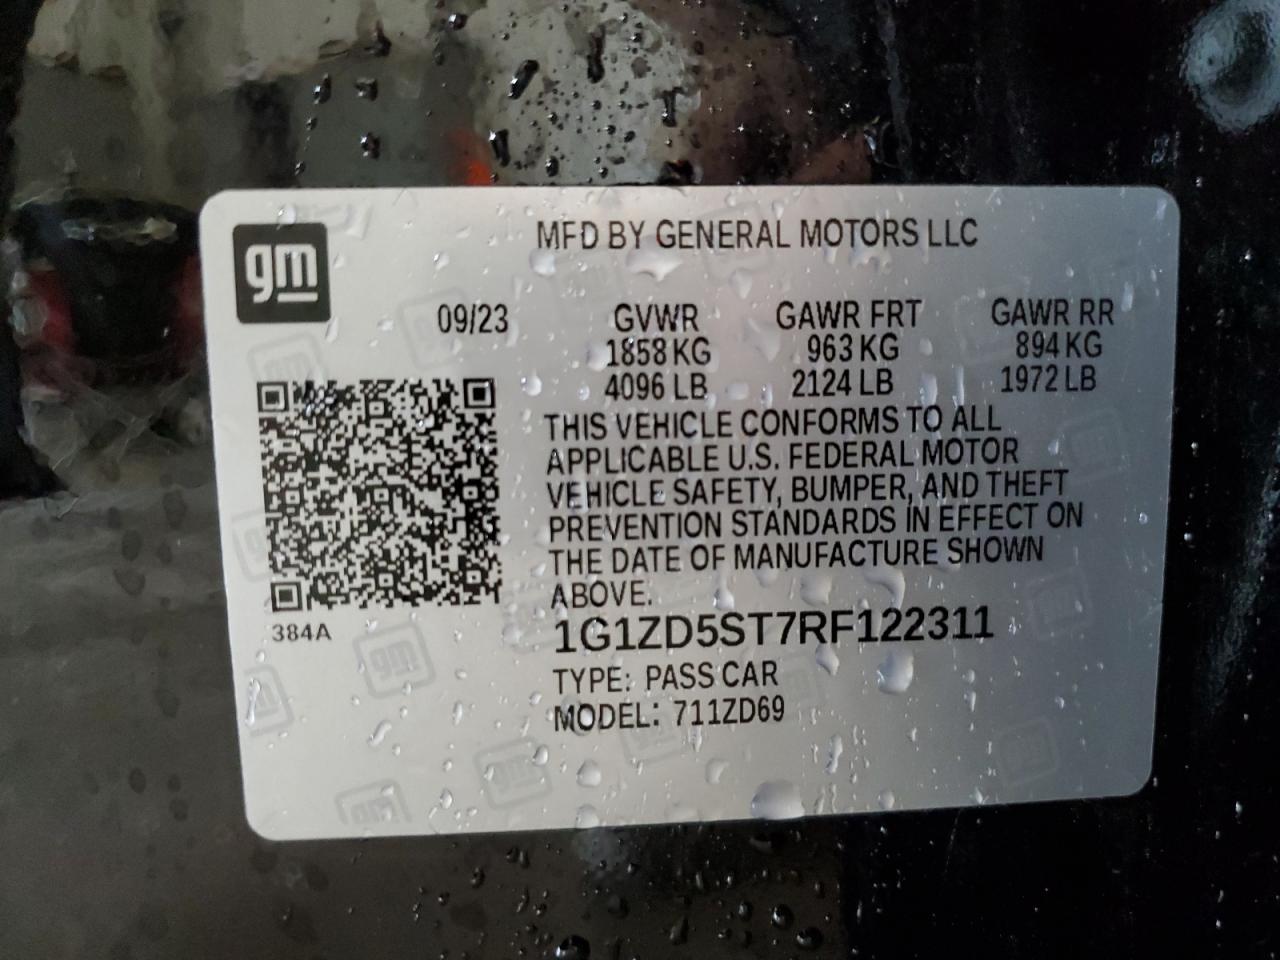 gm
MFD BY GENERAL MOTORS LLC
09/23 GVWR GAWR FRT GAWR RR
1858 KG 963 KG 894 KG
4096 LB 2124 LB 1972 LB
THIS VEHICLE CONFORMS TO ALL
APPLICABLE U.S. FEDERAL MOTOR
VEHICLE SAFETY, BUMPER, AND THEFT
PREVENTION STANDARDS IN EFFECT ON
THE DATE OF MANUFACTURE SHOWN
ABOVE.
384A
1G1ZD5ST7RF122311
TYPE: PASS CAR
MODEL: 711ZD69